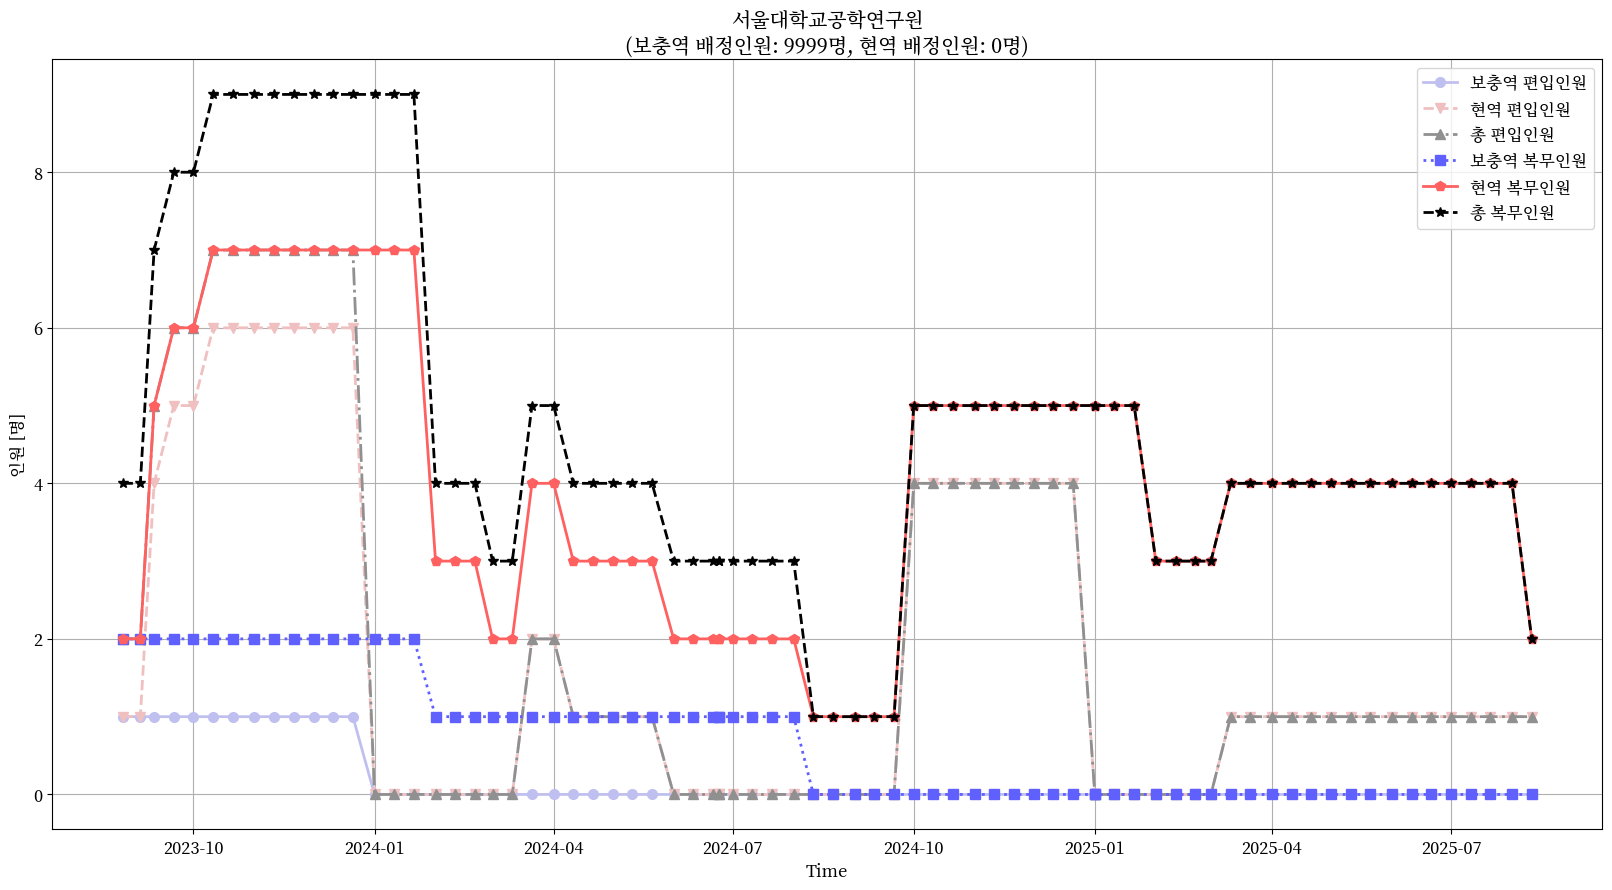 서울대학교공학연구원
(보충역 배정인원: 9999명, 현역 배정인원: 0명)
보충역 편입인원
현역 편입인원
총 편입인원
보충역 복무인원
현역 복무인원
총 복무인원
인원 [명]
8
6
4
2
0
2023-10
2024-01
2024-04
2024-07
2024-10
2025-01
2025-04
2025-07
Time